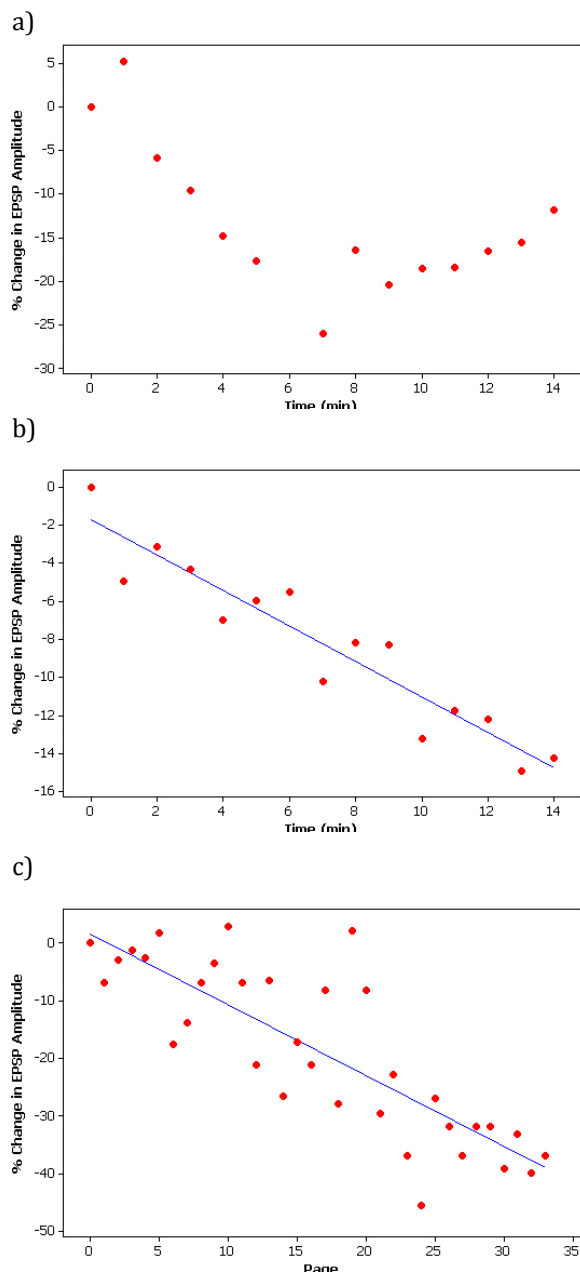 a)
5
0
-5
-10
-15
-20
-25
-30
% Change in EPSP Amplitude
0 2 4 6 8 10 12 14
Time (min)
b)
0
-2
-4
-6
-8
-10
-12
-14
-16
% Change in EPSP Amplitude
0 2 4 6 8 10 12 14
Time (min)
c)
0
-10
-20
-30
-40
-50
% Change in EPSP Amplitude
0 5 10 15 20 25 30 35
Page